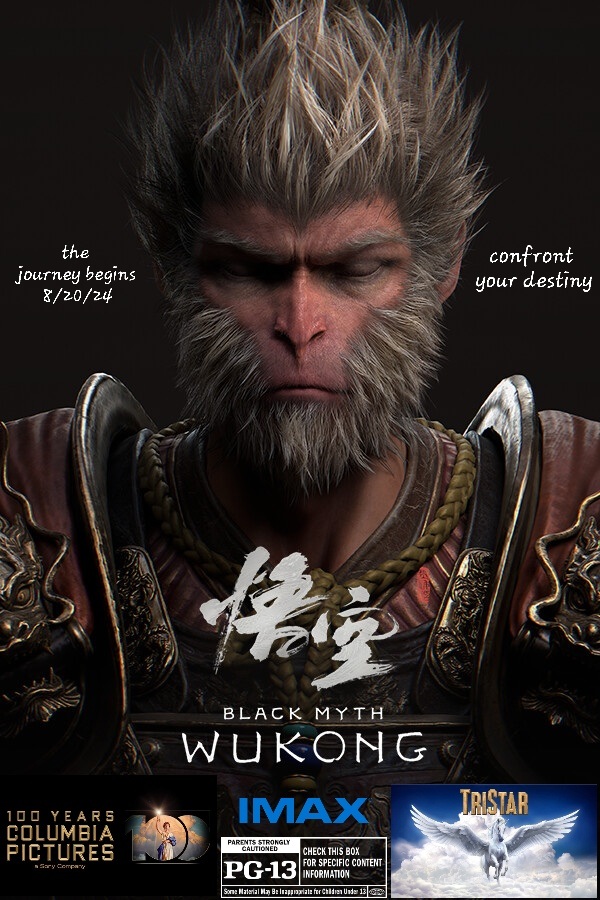 the
journey begins
8/20/24
confront
your destiny
悟空
BLACK MYTH
WUKONG
100 YEARS
COLUMBIA
PICTURES
a Sony Company
100
IMAX
PARENTS STRONGLY
CAUTIONED
PG-13
CHECK THIS BOX
FOR SPECIFIC CONTENT
INFORMATION
Some Material May Be Inappropriate for Children Under 13
TRISTAR